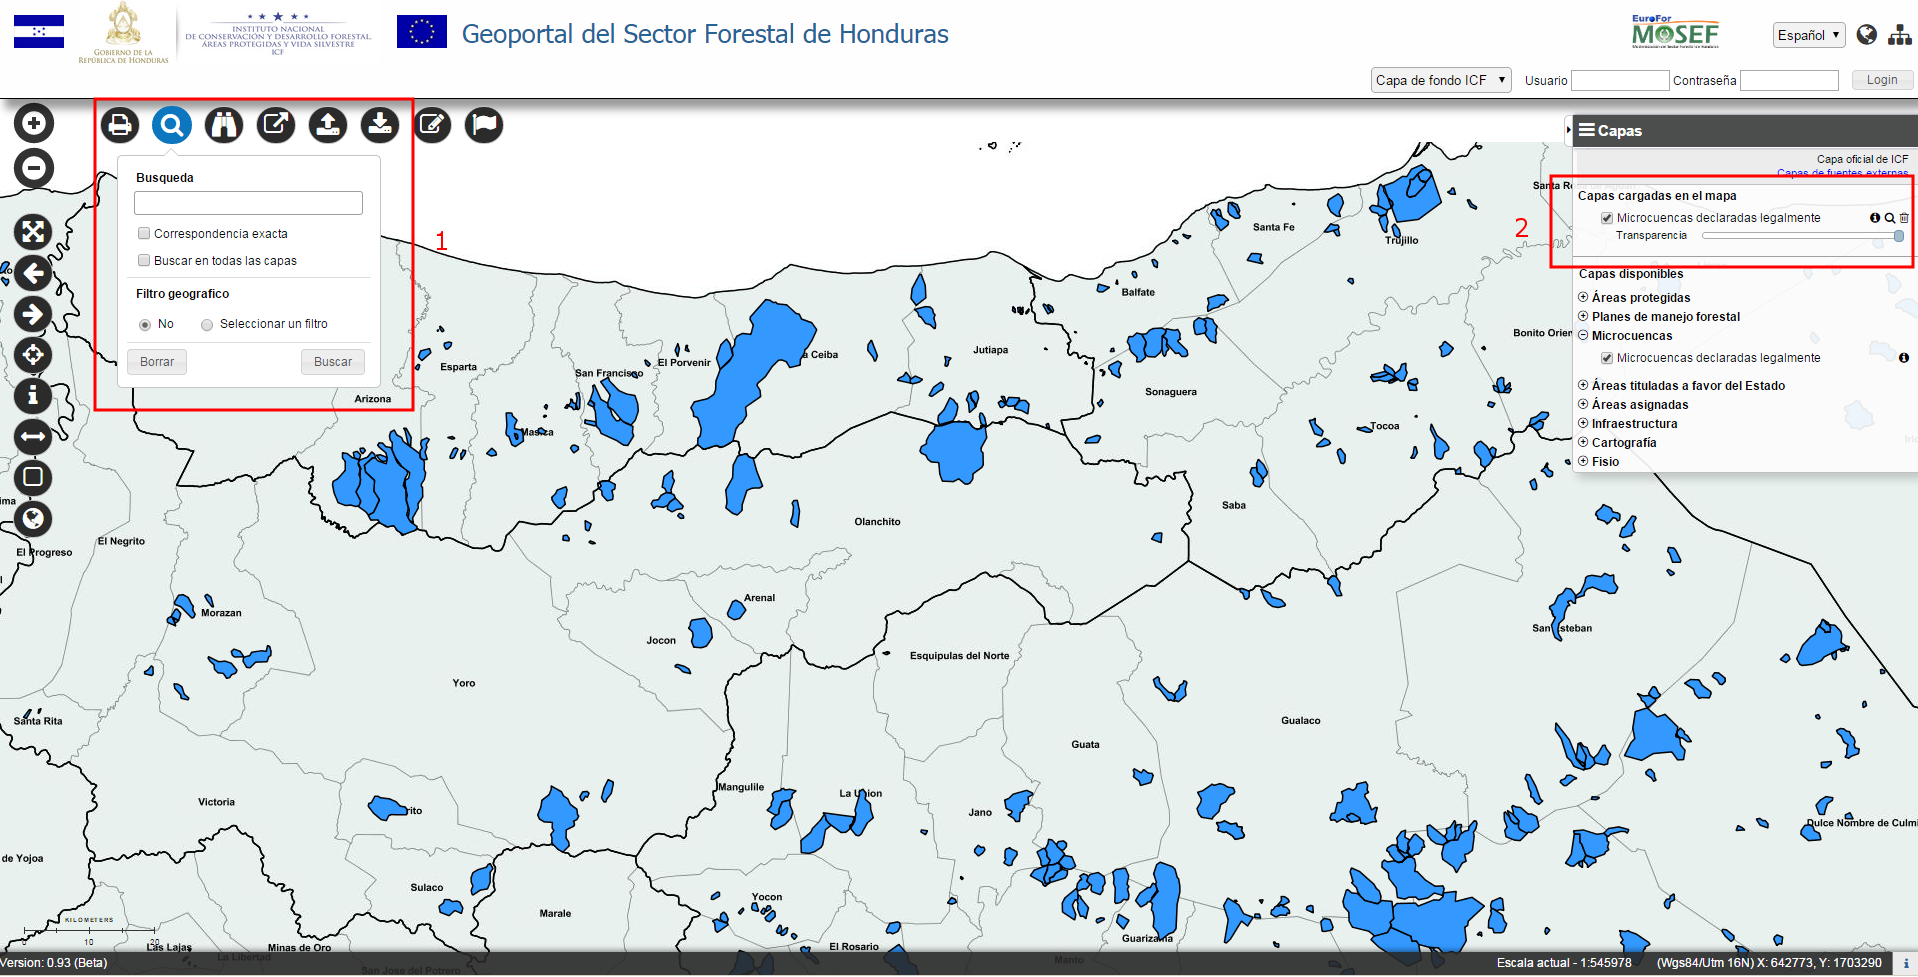 GOBIERNO DE LA
REPÚBLICA DE HONDURAS
INSTITUTO NACIONAL
DE CONSERVACIÓN Y DESARROLLO FORESTAL,
ÁREAS PROTEGIDAS Y VIDA SILVESTRE
ICF
Geoportal del Sector Forestal de Honduras
EuroFor
MOSEF
Español
Capa de fondo ICF
Usuario
Contraseña
Login
Busqueda
Correspondencia exacta
Buscar en todas las capas
Filtro geografico
No
Seleccionar un filtro
Borrar
Buscar
1
2
Capas
Capa oficial de ICF
Capas de fuentes externas
Capas cargadas en el mapa
Microcuencas declaradas legalmente
Transparencia
Capas disponibles
Áreas protegidas
Planes de manejo forestal
Microcuencas
Microcuencas declaradas legalmente
Áreas tituladas a favor del Estado
Áreas asignadas
Infraestructura
Cartografía
Fisio
Santa Fe
Trujillo
Balfate
Bonito Orien
Jutiapa
a Ceiba
El Porvenir
San Francisco
Esparta
Arizona
Masica
Sonaguera
Tocoa
Saba
Olanchito
ima
El Negrito
El Progreso
Morazan
Arenal
Jocon
Yoro
Esquipulas del Norte
San Esteban
Santa Rita
Gualaco
Guata
Mangulile
La Union
Jano
Victoria
rito
Dulce Nombre de Culmi
de Yojoa
Sulaco
Yocon
Marale
El Rosario
Guarizama
Manto
Las Lajas
La Libertad
Minas de Oro
San Jose del Potrero
KILOMETERS
10
20
Version: 0.93 (Beta)
Escala actual - 1:545978
(Wgs84/Utm 16N) X: 642773, Y: 1703290